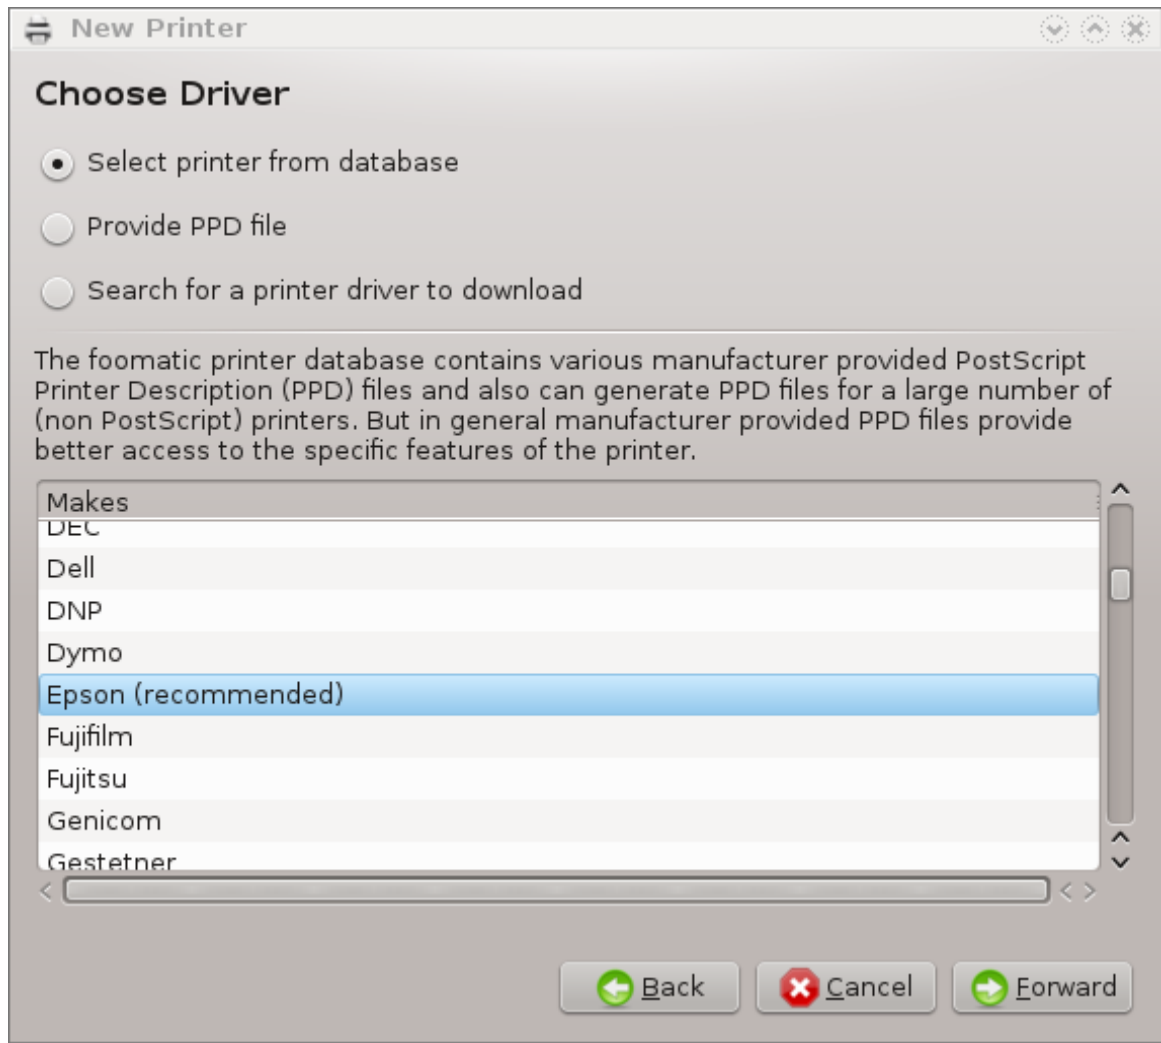 New Printer
Choose Driver
Select printer from database
Provide PPD file
Search for a printer driver to download
The foomatic printer database contains various manufacturer provided PostScript
Printer Description (PPD) files and also can generate PPD files for a large number of
(non PostScript) printers. But in general manufacturer provided PPD files provide
better access to the specific features of the printer.
Makes
DEC
Dell
DNP
Dymo
Epson (recommended)
Fujifilm
Fujitsu
Genicom
Gestetner
Back Cancel Forward